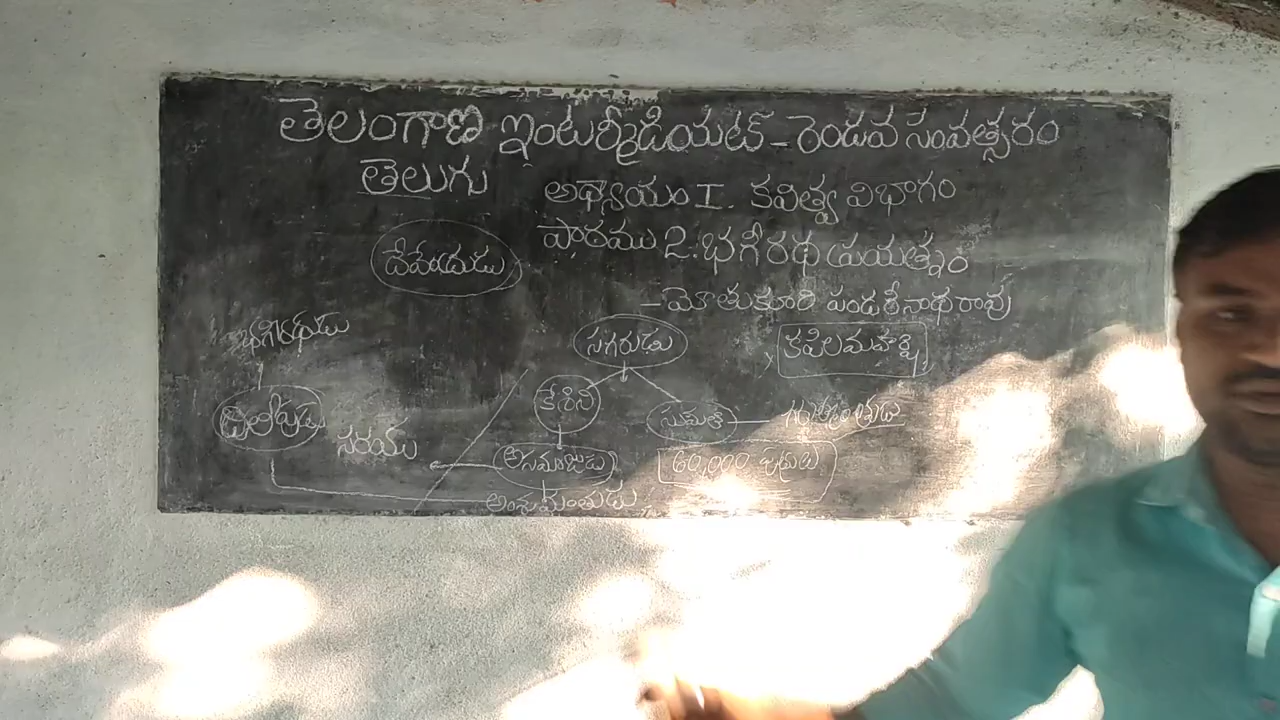 తెలంగాణ ఇంటర్మీడియట్ - రెండవ సంవత్సరం
తెలుగు
అధ్యాయం I. కవిత్వ విభాగం
పాఠము 2. భగీరథ ప్రయత్నం
- మోతుకూరి పండరీనాథరావు
దేవేంద్రుడు
భగీరథుడు
సగరుడు
కపిలమహర్షి
కేశిని
సుమతి
దిలీపుడు
సరయు
అసమంజుడు
60,000 పుత్రులు
అంశుమంతుడు